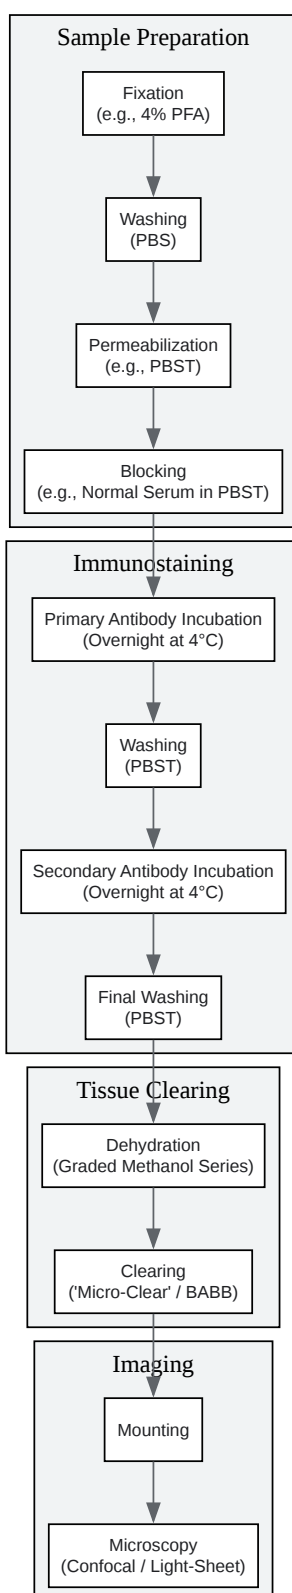 Sample Preparation
Fixation
(e.g., 4% PFA)
Washing
(PBS)
Permeabilization
(e.g., PBST)
Blocking
(e.g., Normal Serum in PBST)
Immunostaining
Primary Antibody Incubation
(Overnight at 4°C)
Washing
(PBST)
Secondary Antibody Incubation
(Overnight at 4°C)
Final Washing
(PBST)
Tissue Clearing
Dehydration
(Graded Methanol Series)
Clearing
('Micro-Clear' / BABB)
Imaging
Mounting
Microscopy
(Confocal / Light-Sheet)